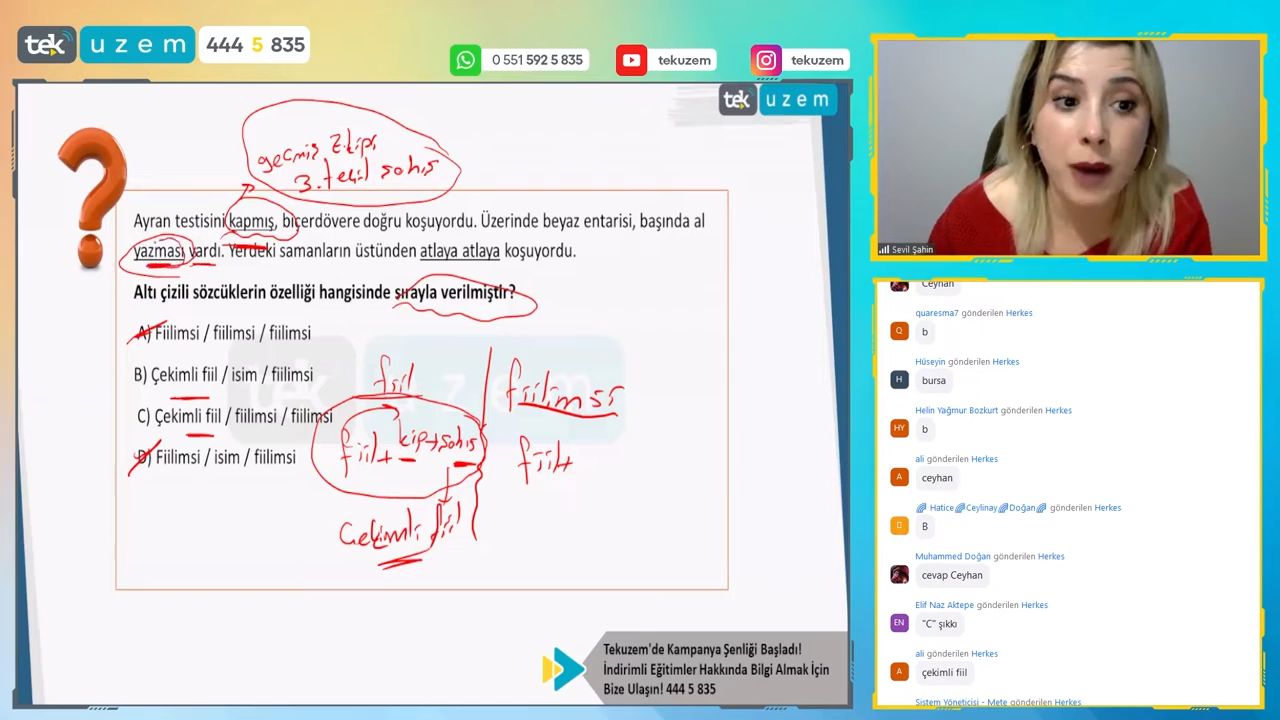 tek uzem 444 5 835
0 551 592 5 835
tekuzem
tekuzem
tek uzem
geçmiş zkipi
3. tekil şahıs
Ayran testisini kapmış, biçerdövere doğru koşuyordu. Üzerinde beyaz entarisi, başında al
yazması vardı. Yerdeki samanların üstünden atlaya atlaya koşuyordu.
Altı çizili sözcüklerin özelliği hangisinde sırayla verilmiştir?
A) Fiilimsi / fiilimsi / fiilimsi
B) Çekimli fiil / isim / fiilimsi
C) Çekimli fiil / fiilimsi / fiilimsi
D) Fiilimsi / isim / fiilimsi
fiil
fiil+ kip+şahıs
Çekimli fiil
fiilimsi
fiil+
Tekuzem'de Kampanya Şenliği Başladı!
İndirimli Eğitimler Hakkında Bilgi Almak İçin
Bize Ulaşın! 444 5 835
Sevil Şahin
Ceyhan
quaresma7 gönderilen Herkes
Q
b
Hüseyin gönderilen Herkes
H
bursa
Helin Yağmur Bozkurt gönderilen Herkes
HY
b
ali gönderilen Herkes
A
ceyhan
Hatice Ceylinay Doğan gönderilen Herkes
B
Muhammed Doğan gönderilen Herkes
cevap Ceyhan
Elif Naz Aktepe gönderilen Herkes
EN
"C" şıkkı
ali gönderilen Herkes
A
çekimli fiil
Sistem Yöneticisi - Mete gönderilen Herkes